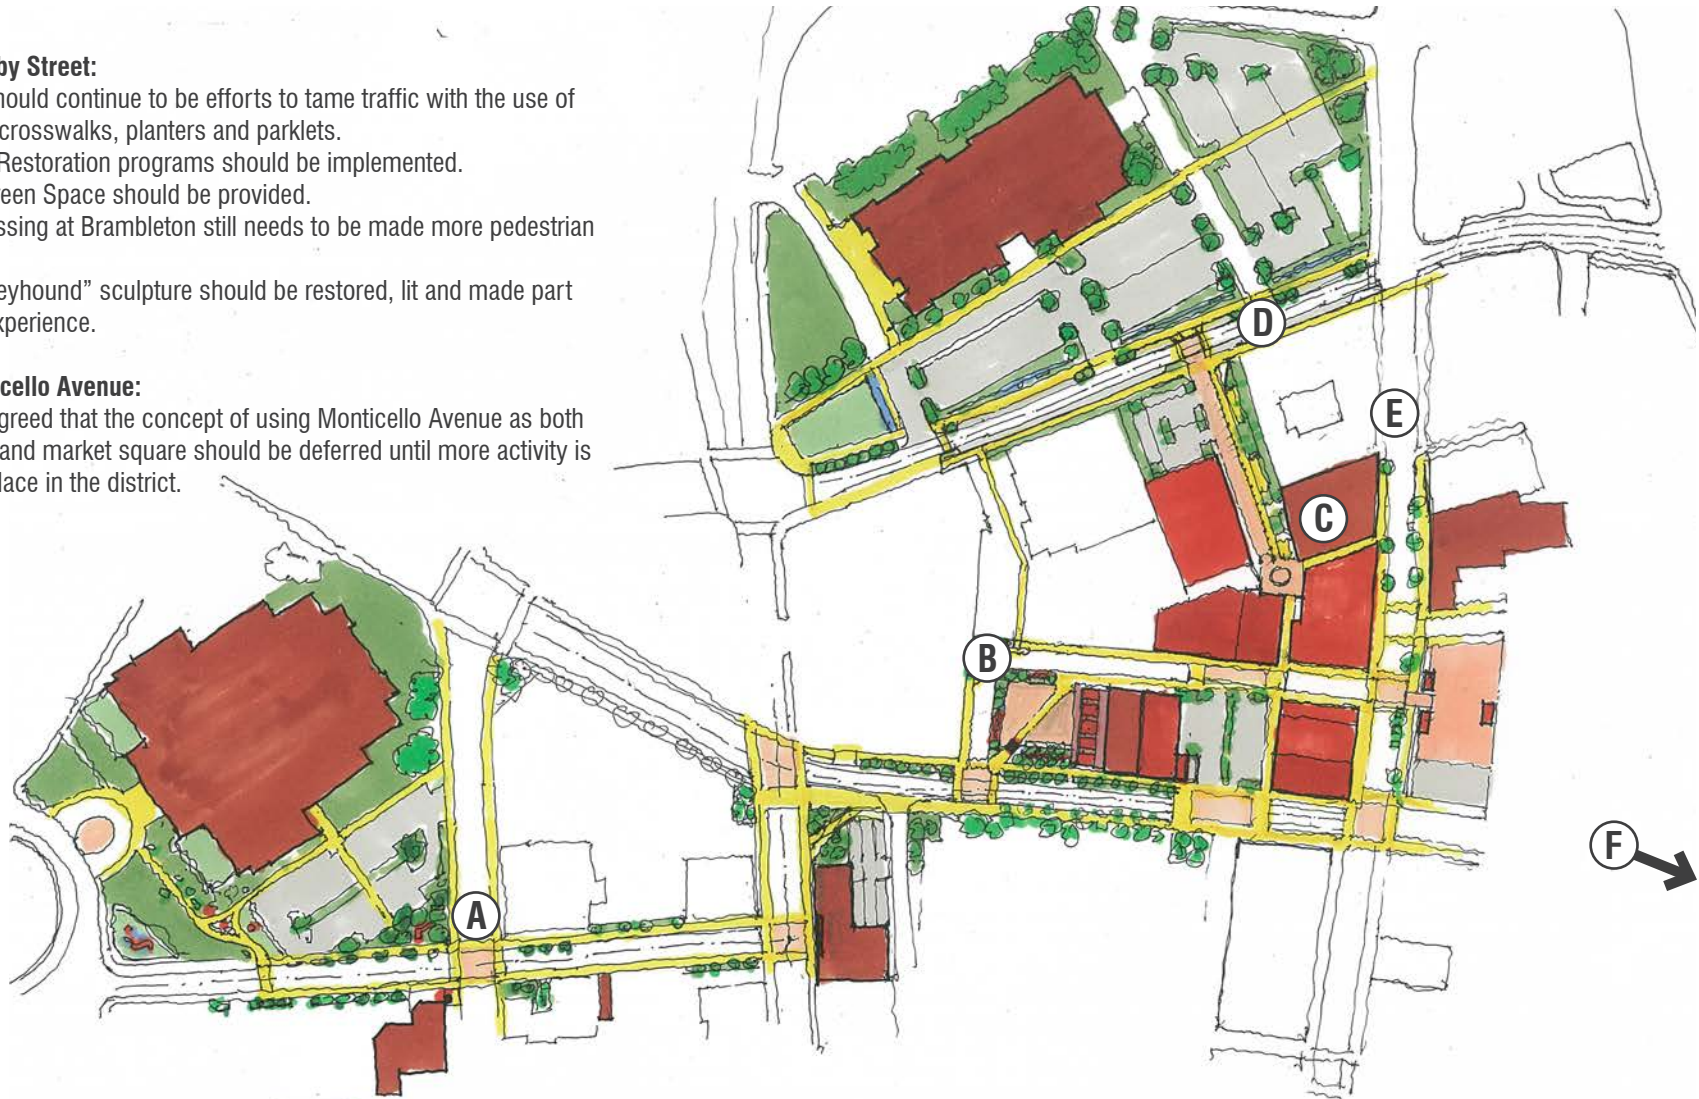 by Street:
hould continue to be efforts to tame traffic with the use of
crosswalks, planters and parklets.
Restoration programs should be implemented.
een Space should be provided.
ssing at Brambleton still needs to be made more pedestrian
eyhound” sculpture should be restored, lit and made part
xperience.
cello Avenue:
greed that the concept of using Monticello Avenue as both
and market square should be deferred until more activity is
lace in the district.
D
E
C
B
F
A